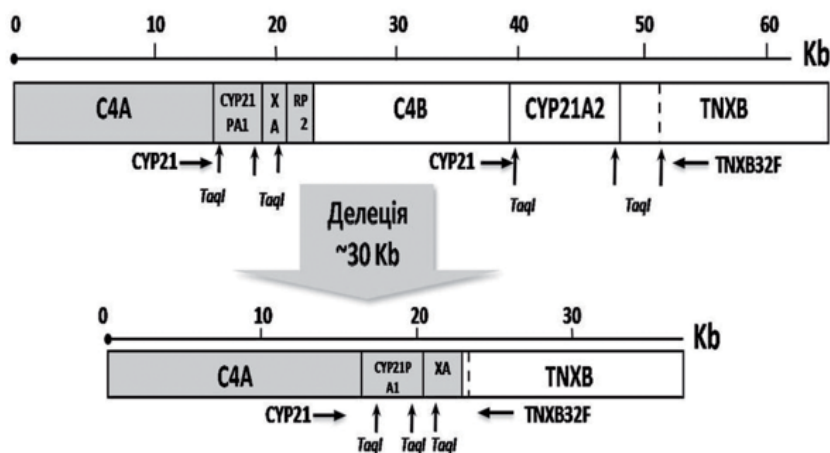 0 10 20 30 40 50 60 Kb
C4A CYP21 PA1 X A RP 2 C4B CYP21A2 TNXB
CYP21 CYP21 TNXB32F
TaqI TaqI TaqI TaqI
Делеція
~30 Kb
0 10 20 30 Kb
C4A CYP21P A1 XA TNXB
CYP21 TNXB32F
TaqI TaqI TaqI